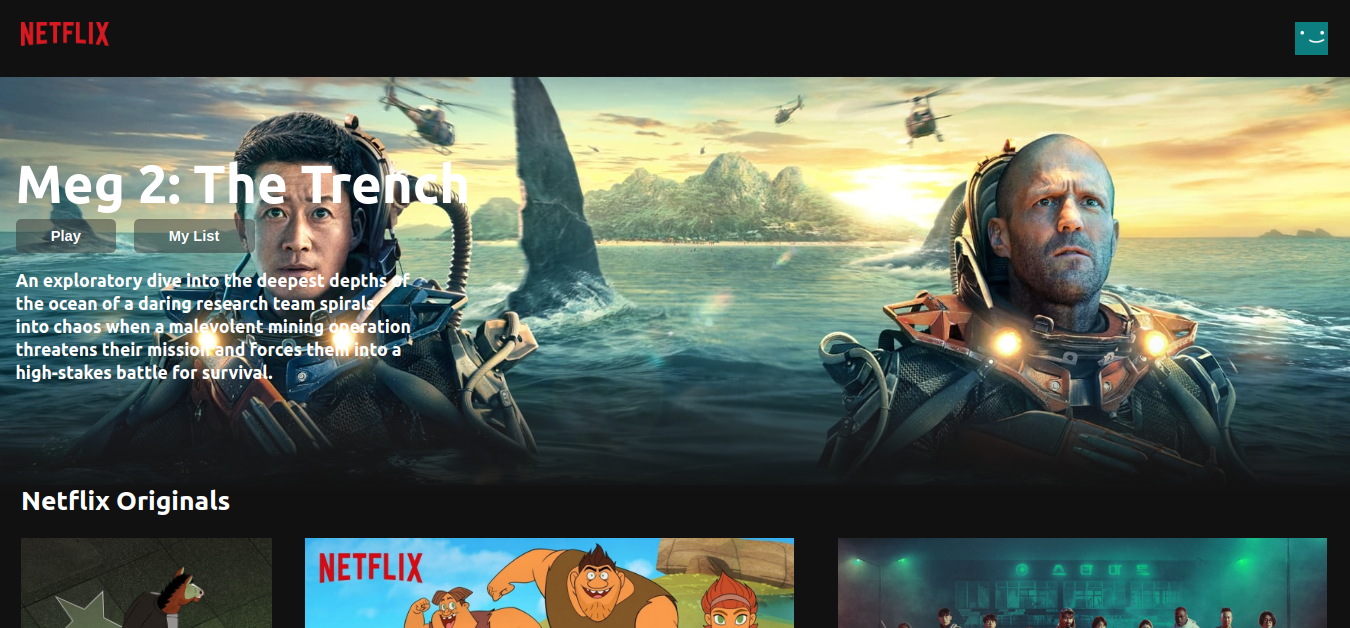 NETFLIX
Meg 2: The Trench
Play
My List
An exploratory dive into the deepest depths of
the ocean of a daring research team spirals
into chaos when a malevolent mining operation
threatens their mission and forces them into a
high-stakes battle for survival.
Netflix Originals
NETFLIX